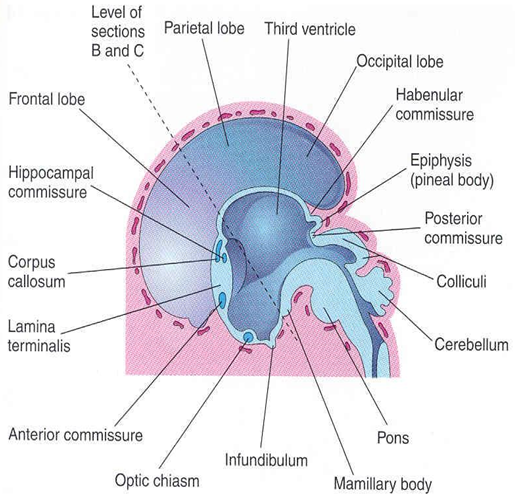 Level of
sections
B and C
Parietal lobe
Third ventricle
Occipital lobe
Frontal lobe
Habenular
commissure
Hippocampal
commissure
Epiphysis
(pineal body)
Posterior
commissure
Corpus
callosum
Colliculi
Lamina
terminalis
Cerebellum
Anterior commissure
Pons
Infundibulum
Optic chiasm
Mamillary body